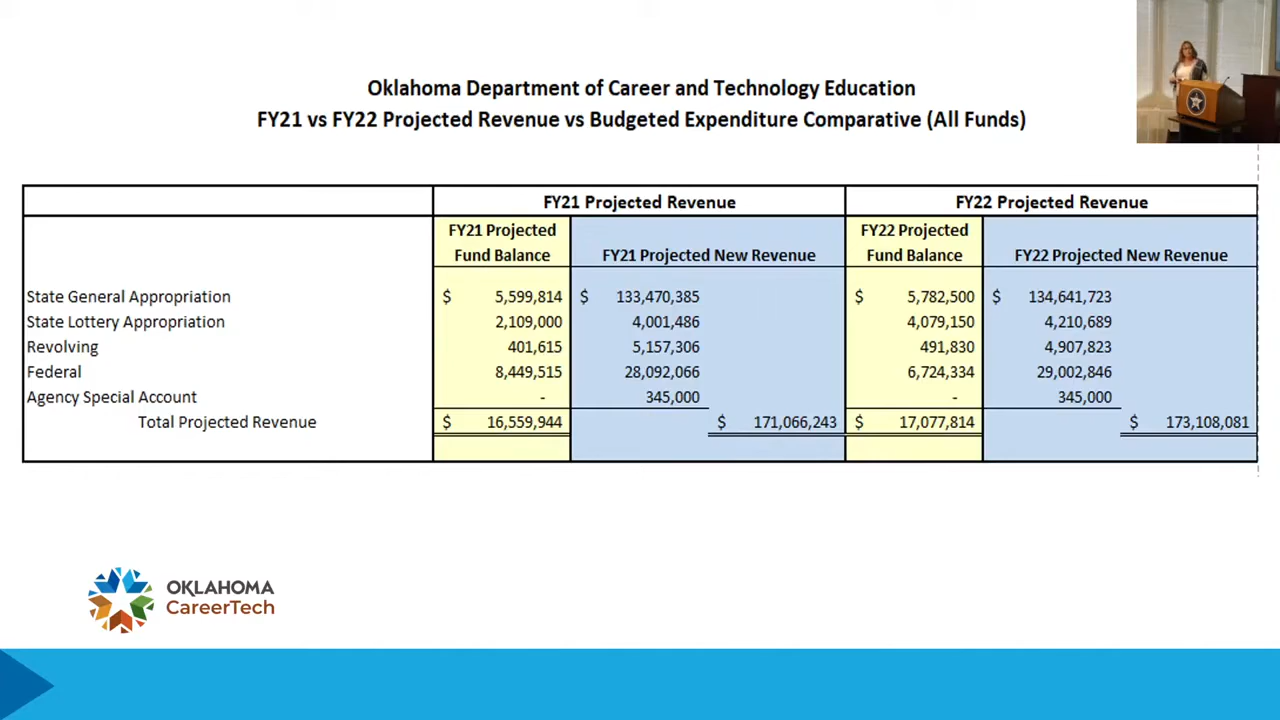 Oklahoma Department of Career and Technology Education
FY21 vs FY22 Projected Revenue vs Budgeted Expenditure Comparative (All Funds)
FY21 Projected Revenue FY22 Projected Revenue
FY21 Projected Fund Balance FY21 Projected New Revenue FY22 Projected Fund Balance FY22 Projected New Revenue
State General Appropriation $ 5,599,814 $ 133,470,385 $ 5,782,500 $ 134,641,723
State Lottery Appropriation 2,109,000 4,001,486 4,079,150 4,210,689
Revolving 401,615 5,157,306 491,830 4,907,823
Federal 8,449,515 28,092,066 6,724,334 29,002,846
Agency Special Account - 345,000 - 345,000
Total Projected Revenue $ 16,559,944 $ 171,066,243 $ 17,077,814 $ 173,108,081
OKLAHOMA
CareerTech